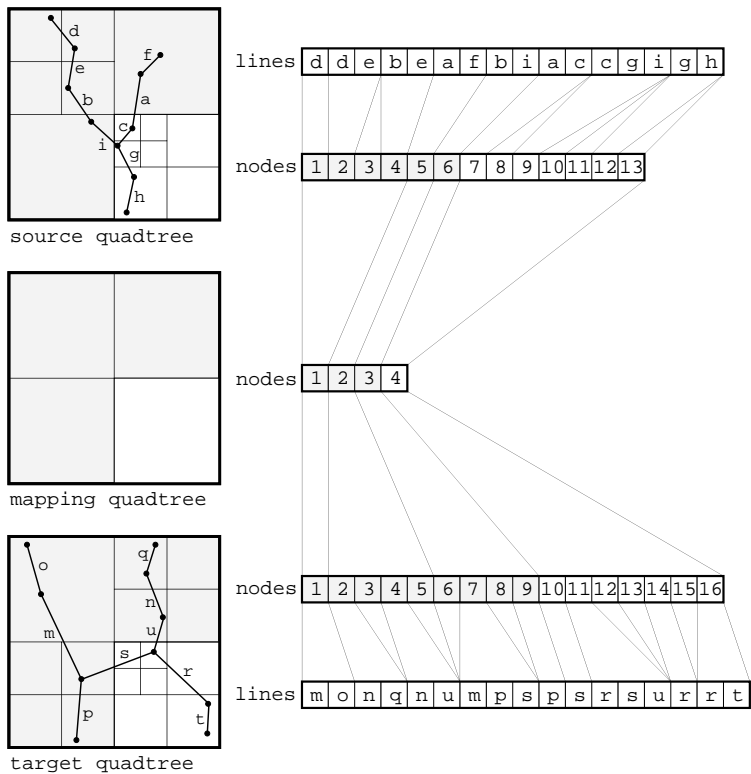 d
e
b
f
a
c
i
g
h
source quadtree
lines d d e b e a f b i a c c g i g h
nodes 1 2 3 4 5 6 7 8 9 10 11 12 13
nodes 1 2 3 4
mapping quadtree
o
q
n
m
u
s
r
p
t
target quadtree
nodes 1 2 3 4 5 6 7 8 9 10 11 12 13 14 15 16
lines m o n q n u m p s p s r s u r r t